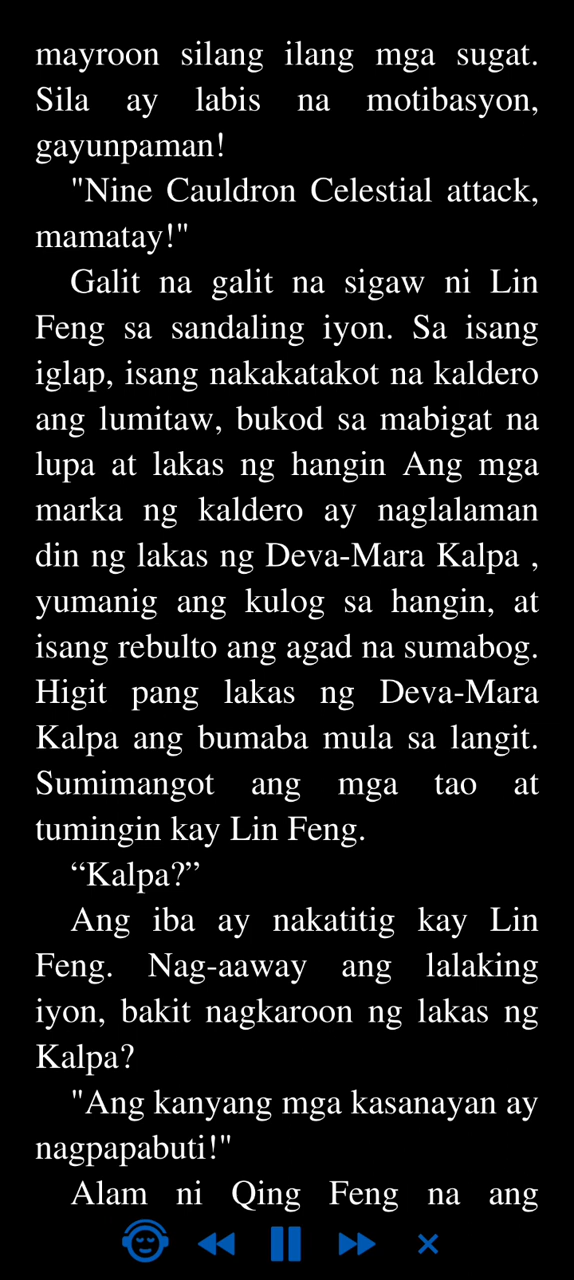 mayroon silang ilang mga sugat.
Sila ay labis na motibasyon,
gayunpaman!
"Nine Cauldron Celestial attack,
mamatay!"
Galit na galit na sigaw ni Lin
Feng sa sandaling iyon. Sa isang
iglap, isang nakakatakot na kaldero
ang lumitaw, bukod sa mabigat na
lupa at lakas ng hangin Ang mga
marka ng kaldero ay naglalaman
din ng lakas ng Deva-Mara Kalpa ,
yumanig ang kulog sa hangin, at
isang rebulto ang agad na sumabog.
Higit pang lakas ng Deva-Mara
Kalpa ang bumaba mula sa langit.
Sumimangot ang mga tao at
tumingin kay Lin Feng.
“Kalpa?”
Ang iba ay nakatitig kay Lin
Feng. Nag-aaway ang lalaking
iyon, bakit nagkaroon ng lakas ng
Kalpa?
"Ang kanyang mga kasanayan ay
nagpapabuti!"
Alam ni Qing Feng na ang